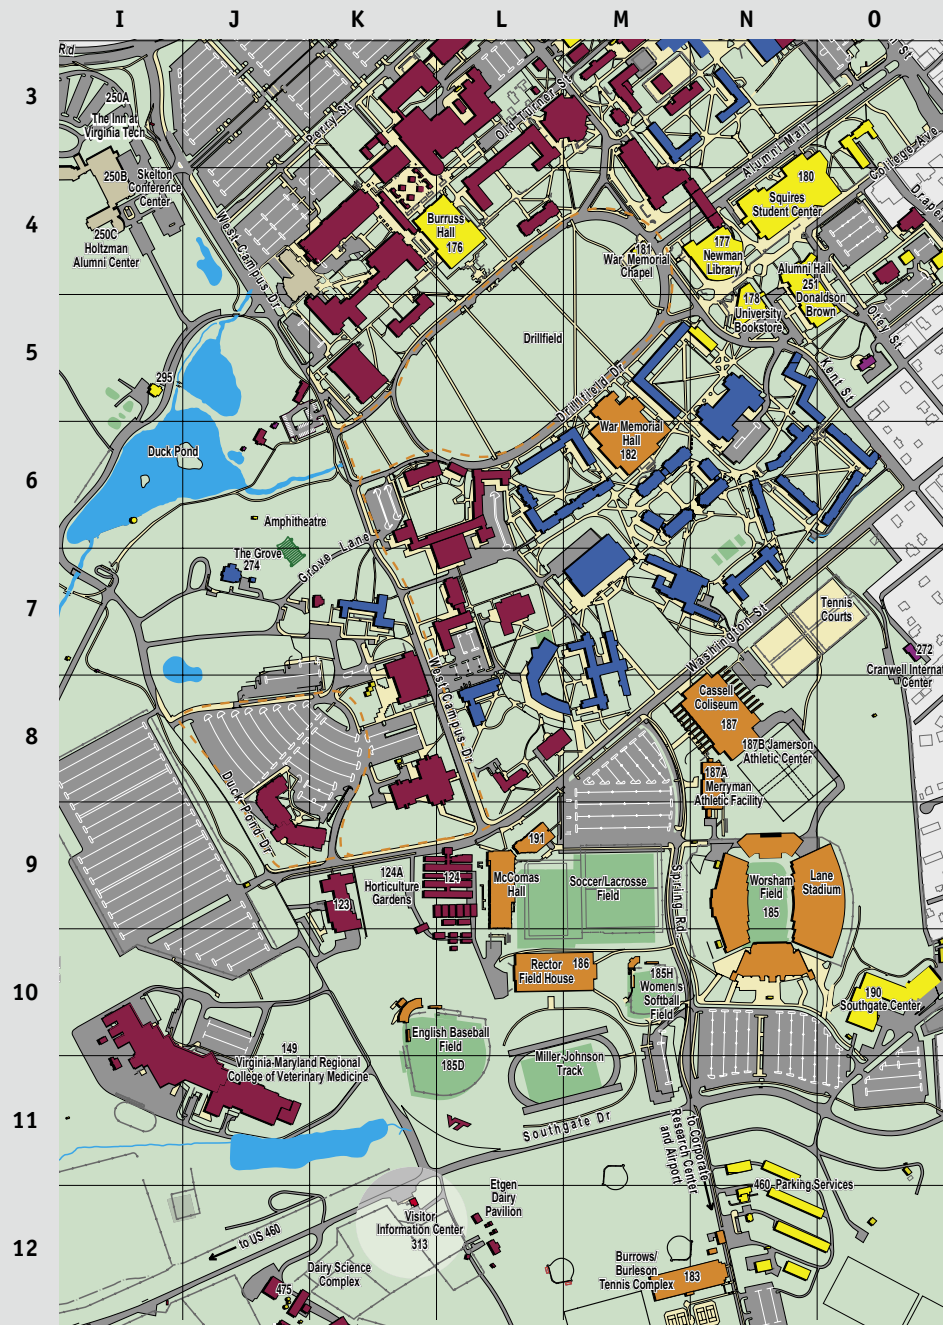 I J K L M N O
3
4
5
6
7
8
9
10
11
12
Rd
250A
The Inn at
Virginia Tech
250B
Skelton
Conference
Center
250C
Holtzman
Alumni Center
Perry St
Old Turner St
Alumni Mall
College Ave
West Campus Dr
Burruss
Hall
176
180
Squires
Student Center
181
War Memorial
Chapel
177
Newman
Library
Alumni Hall
251
Donaldson
Brown
178
University
Bookstore
Otey St
Kent St
Drillfield
Drillfield Dr
295
Duck Pond
War Memorial
Hall
182
Amphitheatre
The Grove
274
Grove Lane
Tennis
Courts
Washington St
272
Cranwell Internat
Center
West Campus Dr
Cassell
Coliseum
187
187B Jamerson
Athletic Center
187A
Merryman
Athletic Facility
Duck Pond Dr
191
McComas
Hall
124A
Horticulture
Gardens
124
123
Soccer/Lacrosse
Field
Spring Rd
Worsham
Field
185
Lane
Stadium
Rector
Field House
186
185H
Women's
Softball
Field
190
Southgate Center
English Baseball
Field
185D
Miller-Johnson
Track
149
Virginia-Maryland Regional
College of Veterinary Medicine
Southgate Dr
to Corporate
Research Center
and Airport
460 Parking Services
Etgen
Dairy
Pavilion
Visitor
Information Center
313
to US 460
Dairy Science
Complex
475
Burrows/
Burleson
Tennis Complex
183